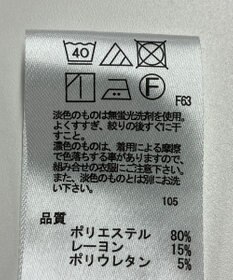 40
F
F63
淡色のものは無蛍光洗剤を使用。
よくすすぎ、絞りの後すぐに干
すこと。
濃色のものは、着用による摩擦
で色落ちする事がありますので、
組み合せの衣服にご注意下さい。
また、淡色のものとは別にお洗
い下さい。
105
品質
ポリエステル 80%
レーヨン 15%
ポリウレタン 5%